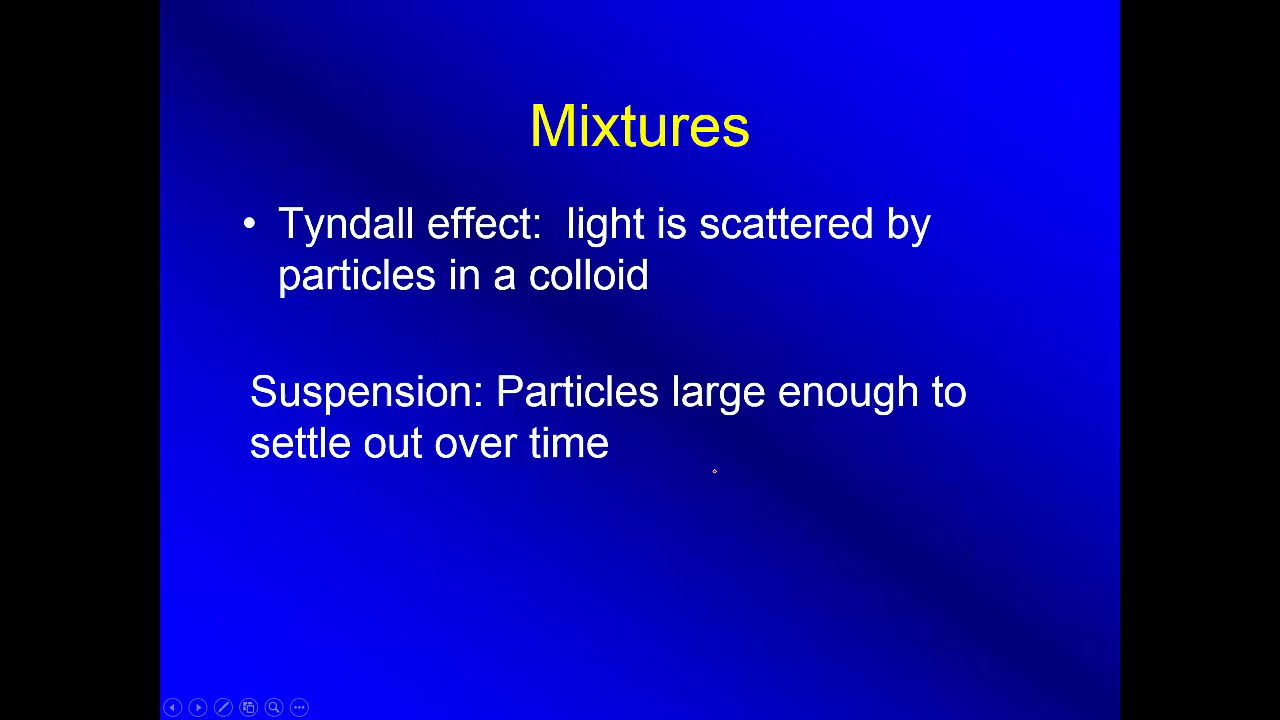 Mixtures
• Tyndall effect:  light is scattered by
particles in a colloid
Suspension: Particles large enough to
settle out over time